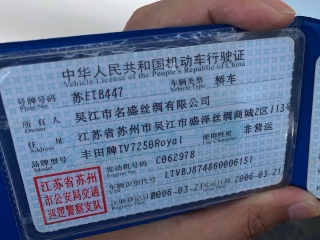 中华人民共和国机动车行驶证
Vehicle License of the People's Republic of China
号牌号码 苏EIB447 车辆类型 轿车
Plate No. Vehicle Type
所有人 吴江市名盛丝绸有限公司
Owner
住址 江苏省苏州市吴江市盛泽丝绸商城2区113号
Address
品牌型号 丰田牌TV7250Royal 使用性质 非营运
Model Use Character
发动机号码 C062978
Engine No.
车辆识别代号 LTVBJ874860006151
VIN
注册登记日期 2006-03-21 发证日期 2006-03-21
Register Date Issue Date
江苏省苏州
市公安局交通
巡逻警察支队